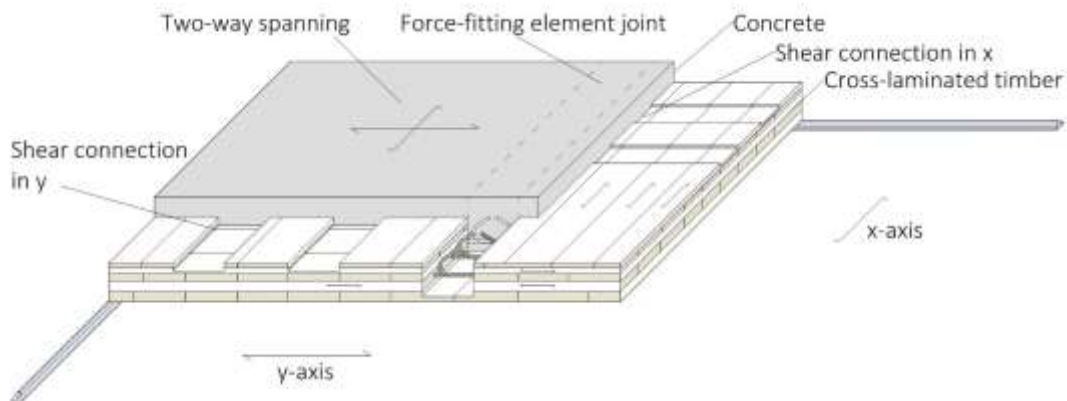 Two-way spanning
Force-fitting element joint
Concrete
Shear connection in x
Cross-laminated timber
Shear connection
in y
x-axis
y-axis